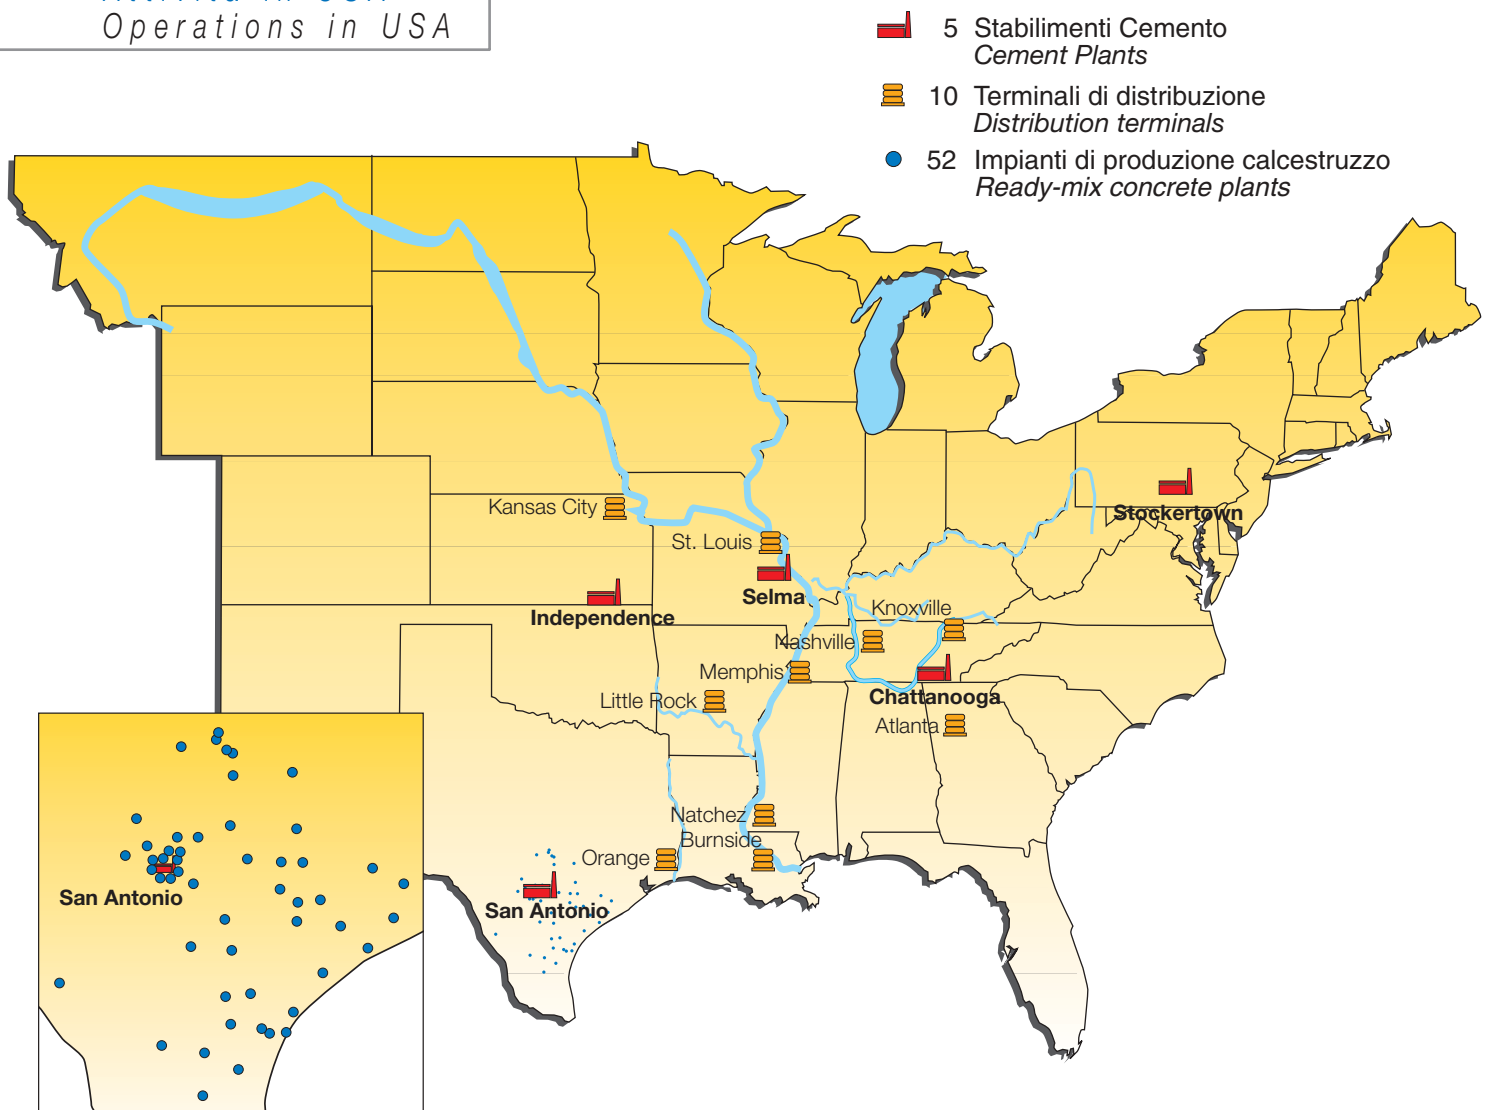 Operations in USA
5 Stabilimenti Cemento
Cement Plants
10 Terminali di distribuzione
Distribution terminals
52 Impianti di produzione calcestruzzo
Ready-mix concrete plants
Kansas City
Stockertown
St. Louis
Selma
Independence
Knoxville
Nashville
Memphis
Chattanooga
Little Rock
Atlanta
Natchez
Burnside
Orange
San Antonio
San Antonio